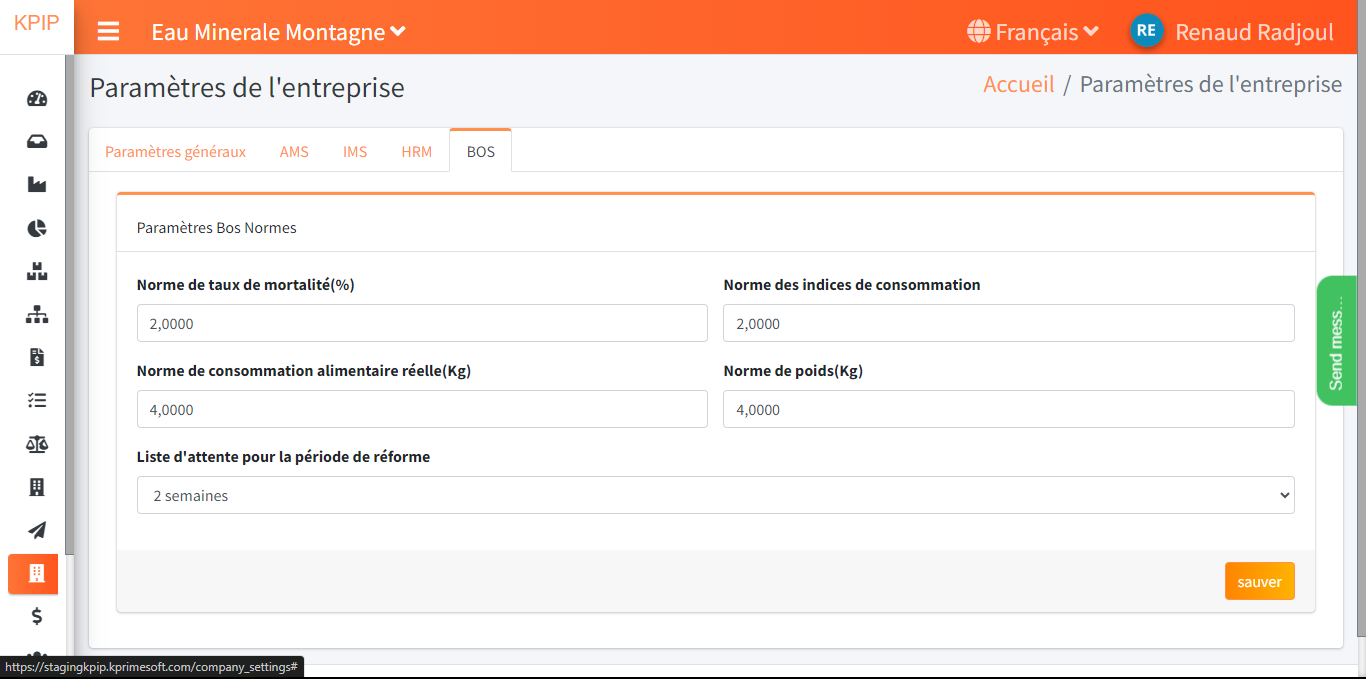 KPIP
Eau Minerale Montagne
Français
RE
Renaud Radjoul
Paramètres de l'entreprise
Accueil / Paramètres de l'entreprise
Paramètres généraux
AMS
IMS
HRM
BOS
Paramètres Bos Normes
Norme de taux de mortalité(%)
Norme des indices de consommation
2,0000
2,0000
Norme de consommation alimentaire réelle(Kg)
Norme de poids(Kg)
4,0000
4,0000
Liste d'attente pour la période de réforme
2 semaines
sauver
Send mess...
https://stagingkpip.kprimesoft.com/company_settings#